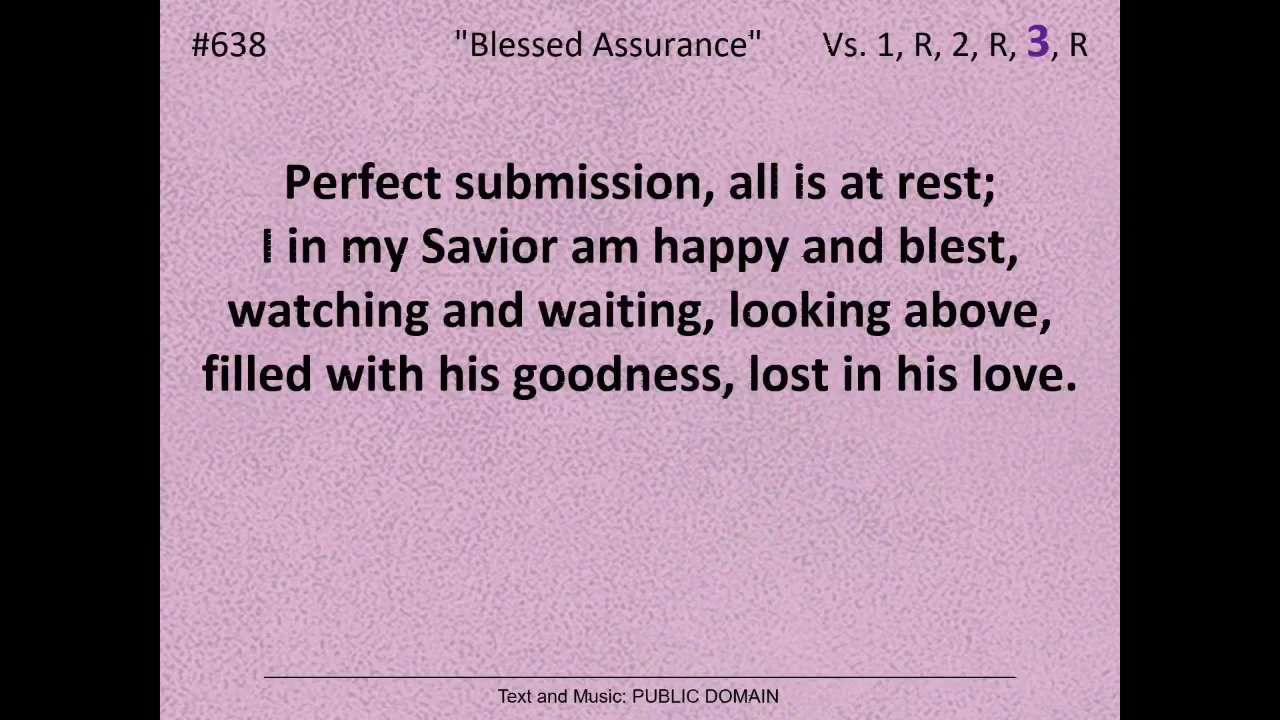 #638 "Blessed Assurance" Vs. 1, R, 2, R, 3, R
Perfect submission, all is at rest;
I in my Savior am happy and blest,
watching and waiting, looking above,
filled with his goodness, lost in his love.
Text and Music: PUBLIC DOMAIN